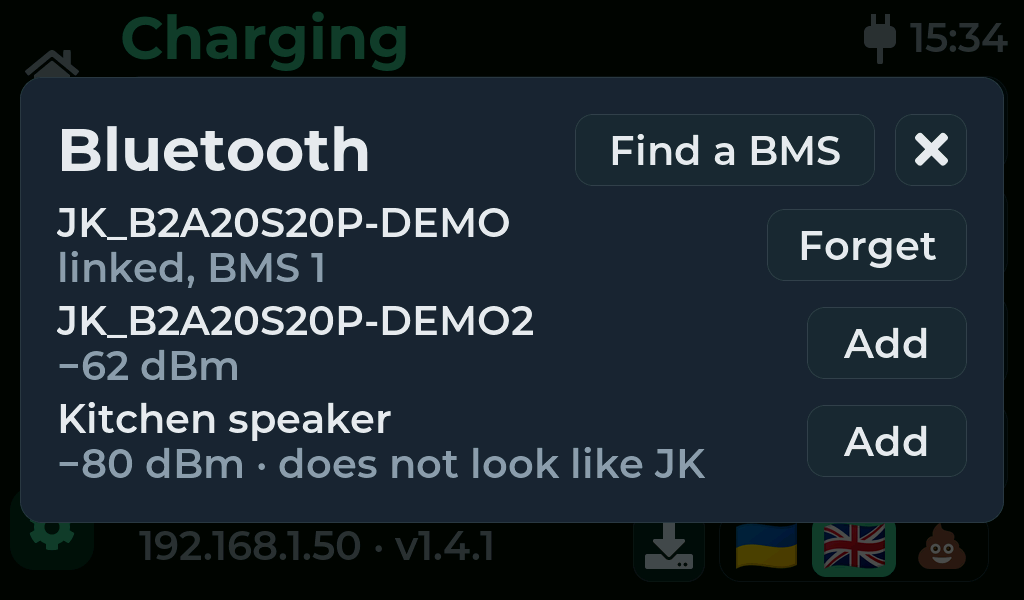 Charging
15:34
Bluetooth
Find a BMS
JK_B2A20S20P-DEMO
linked, BMS 1
Forget
JK_B2A20S20P-DEMO2
−62 dBm
Add
Kitchen speaker
−80 dBm · does not look like JK
Add
192.168.1.50 · v1.4.1